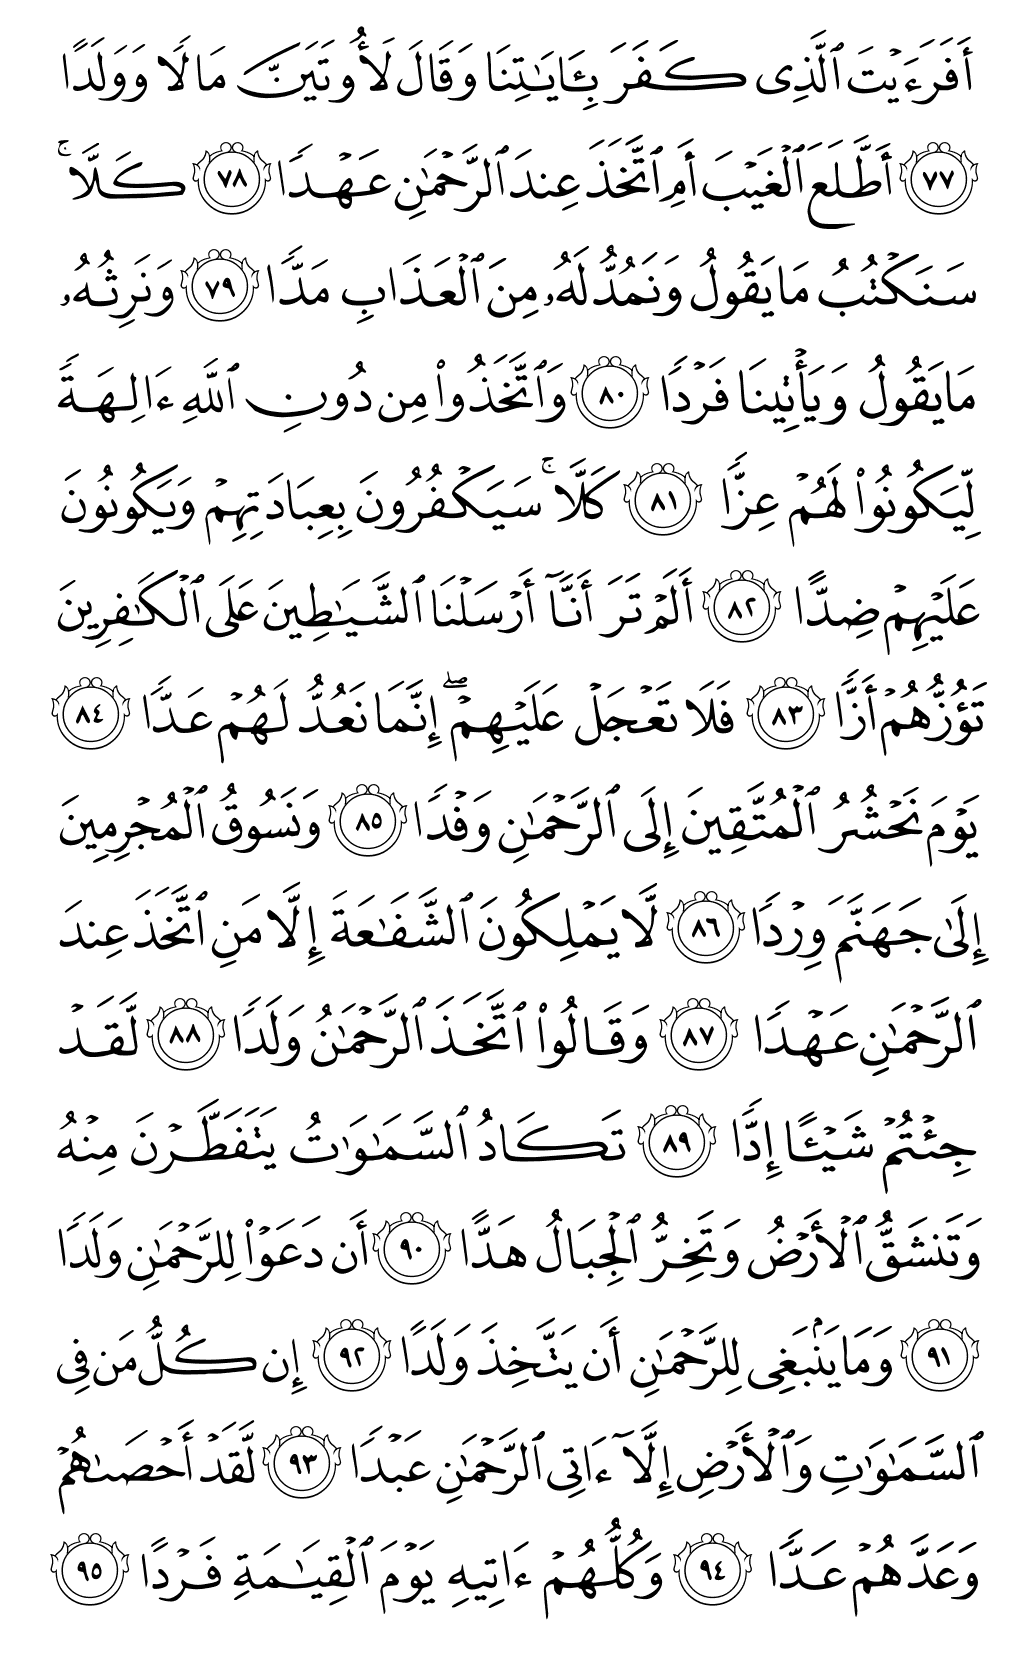 أَفَرَءَيْتَ ٱلَّذِى كَفَرَ بِـَٔايَـٰتِنَا وَقَالَ لَأُوتَيَنَّ مَالًا وَوَلَدًا
﴿٧٧﴾ أَطَّلَعَ ٱلْغَيْبَ أَمِ ٱتَّخَذَ عِندَ ٱلرَّحْمَـٰنِ عَهْدًا ﴿٧٨﴾ كَلَّا ۚ
سَنَكْتُبُ مَا يَقُولُ وَنَمُدُّ لَهُۥ مِنَ ٱلْعَذَابِ مَدًّا ﴿٧٩﴾ وَنَرِثُهُۥ
مَا يَقُولُ وَيَأْتِينَا فَرْدًا ﴿٨٠﴾ وَٱتَّخَذُوا۟ مِن دُونِ ٱللَّهِ ءَالِهَةً
لِّيَكُونُوا۟ لَهُمْ عِزًّا ﴿٨١﴾ كَلَّا ۚ سَيَكْفُرُونَ بِعِبَادَتِهِمْ وَيَكُونُونَ
عَلَيْهِمْ ضِدًّا ﴿٨٢﴾ أَلَمْ تَرَ أَنَّآ أَرْسَلْنَا ٱلشَّيَـٰطِينَ عَلَى ٱلْكَـٰفِرِينَ
تَؤُزُّهُمْ أَزًّا ﴿٨٣﴾ فَلَا تَعْجَلْ عَلَيْهِمْ ۖ إِنَّمَا نَعُدُّ لَهُمْ عَدًّا ﴿٨٤﴾
يَوْمَ نَحْشُرُ ٱلْمُتَّقِينَ إِلَى ٱلرَّحْمَـٰنِ وَفْدًا ﴿٨٥﴾ وَنَسُوقُ ٱلْمُجْرِمِينَ
إِلَىٰ جَهَنَّمَ وِرْدًا ﴿٨٦﴾ لَّا يَمْلِكُونَ ٱلشَّفَـٰعَةَ إِلَّا مَنِ ٱتَّخَذَ عِندَ
ٱلرَّحْمَـٰنِ عَهْدًا ﴿٨٧﴾ وَقَالُوا۟ ٱتَّخَذَ ٱلرَّحْمَـٰنُ وَلَدًا ﴿٨٨﴾ لَّقَدْ
جِئْتُمْ شَيْـًٔا إِدًّا ﴿٨٩﴾ تَكَادُ ٱلسَّمَـٰوَٰتُ يَتَفَطَّرْنَ مِنْهُ
وَتَنشَقُّ ٱلْأَرْضُ وَتَخِرُّ ٱلْجِبَالُ هَدًّا ﴿٩٠﴾ أَن دَعَوْا۟ لِلرَّحْمَـٰنِ وَلَدًا
﴿٩١﴾ وَمَا يَنۢبَغِى لِلرَّحْمَـٰنِ أَن يَتَّخِذَ وَلَدًا ﴿٩٢﴾ إِن كُلُّ مَن فِى
ٱلسَّمَـٰوَٰتِ وَٱلْأَرْضِ إِلَّآ ءَاتِى ٱلرَّحْمَـٰنِ عَبْدًا ﴿٩٣﴾ لَّقَدْ أَحْصَىٰهُمْ
وَعَدَّهُمْ عَدًّا ﴿٩٤﴾ وَكُلُّهُمْ ءَاتِيهِ يَوْمَ ٱلْقِيَـٰمَةِ فَرْدًا ﴿٩٥﴾